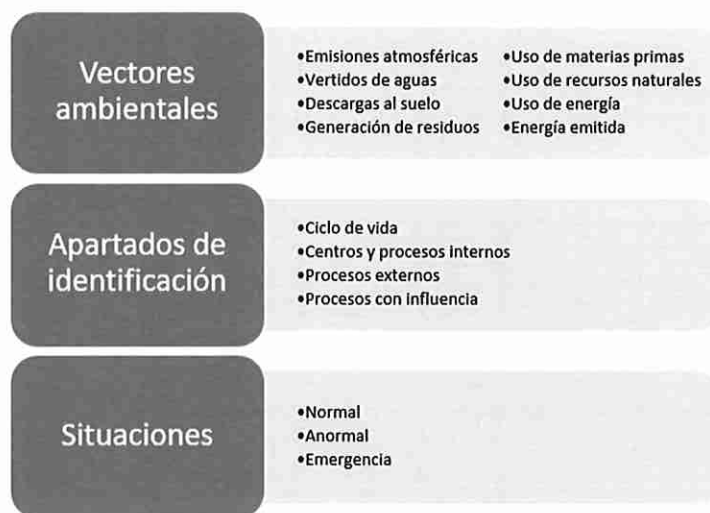 Vectores
ambientales
•Emisiones atmosféricas
•Vertidos de aguas
•Descargas al suelo
•Generación de residuos
•Uso de materias primas
•Uso de recursos naturales
•Uso de energía
•Energía emitida
Apartados de
identificación
•Ciclo de vida
•Centros y procesos internos
•Procesos externos
•Procesos con influencia
Situaciones
•Normal
•Anormal
•Emergencia